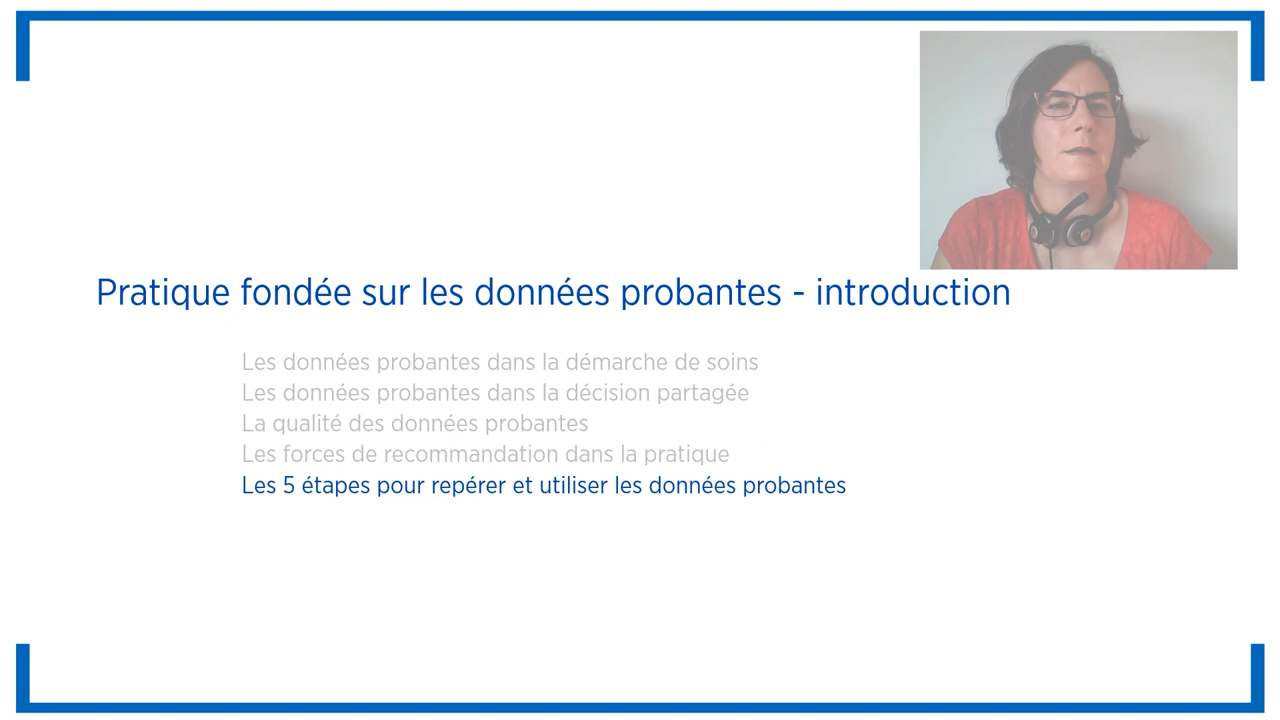 Pratique fondée sur les données probantes - introduction
Les données probantes dans la démarche de soins
Les données probantes dans la décision partagée
La qualité des données probantes
Les forces de recommandation dans la pratique
Les 5 étapes pour repérer et utiliser les données probantes